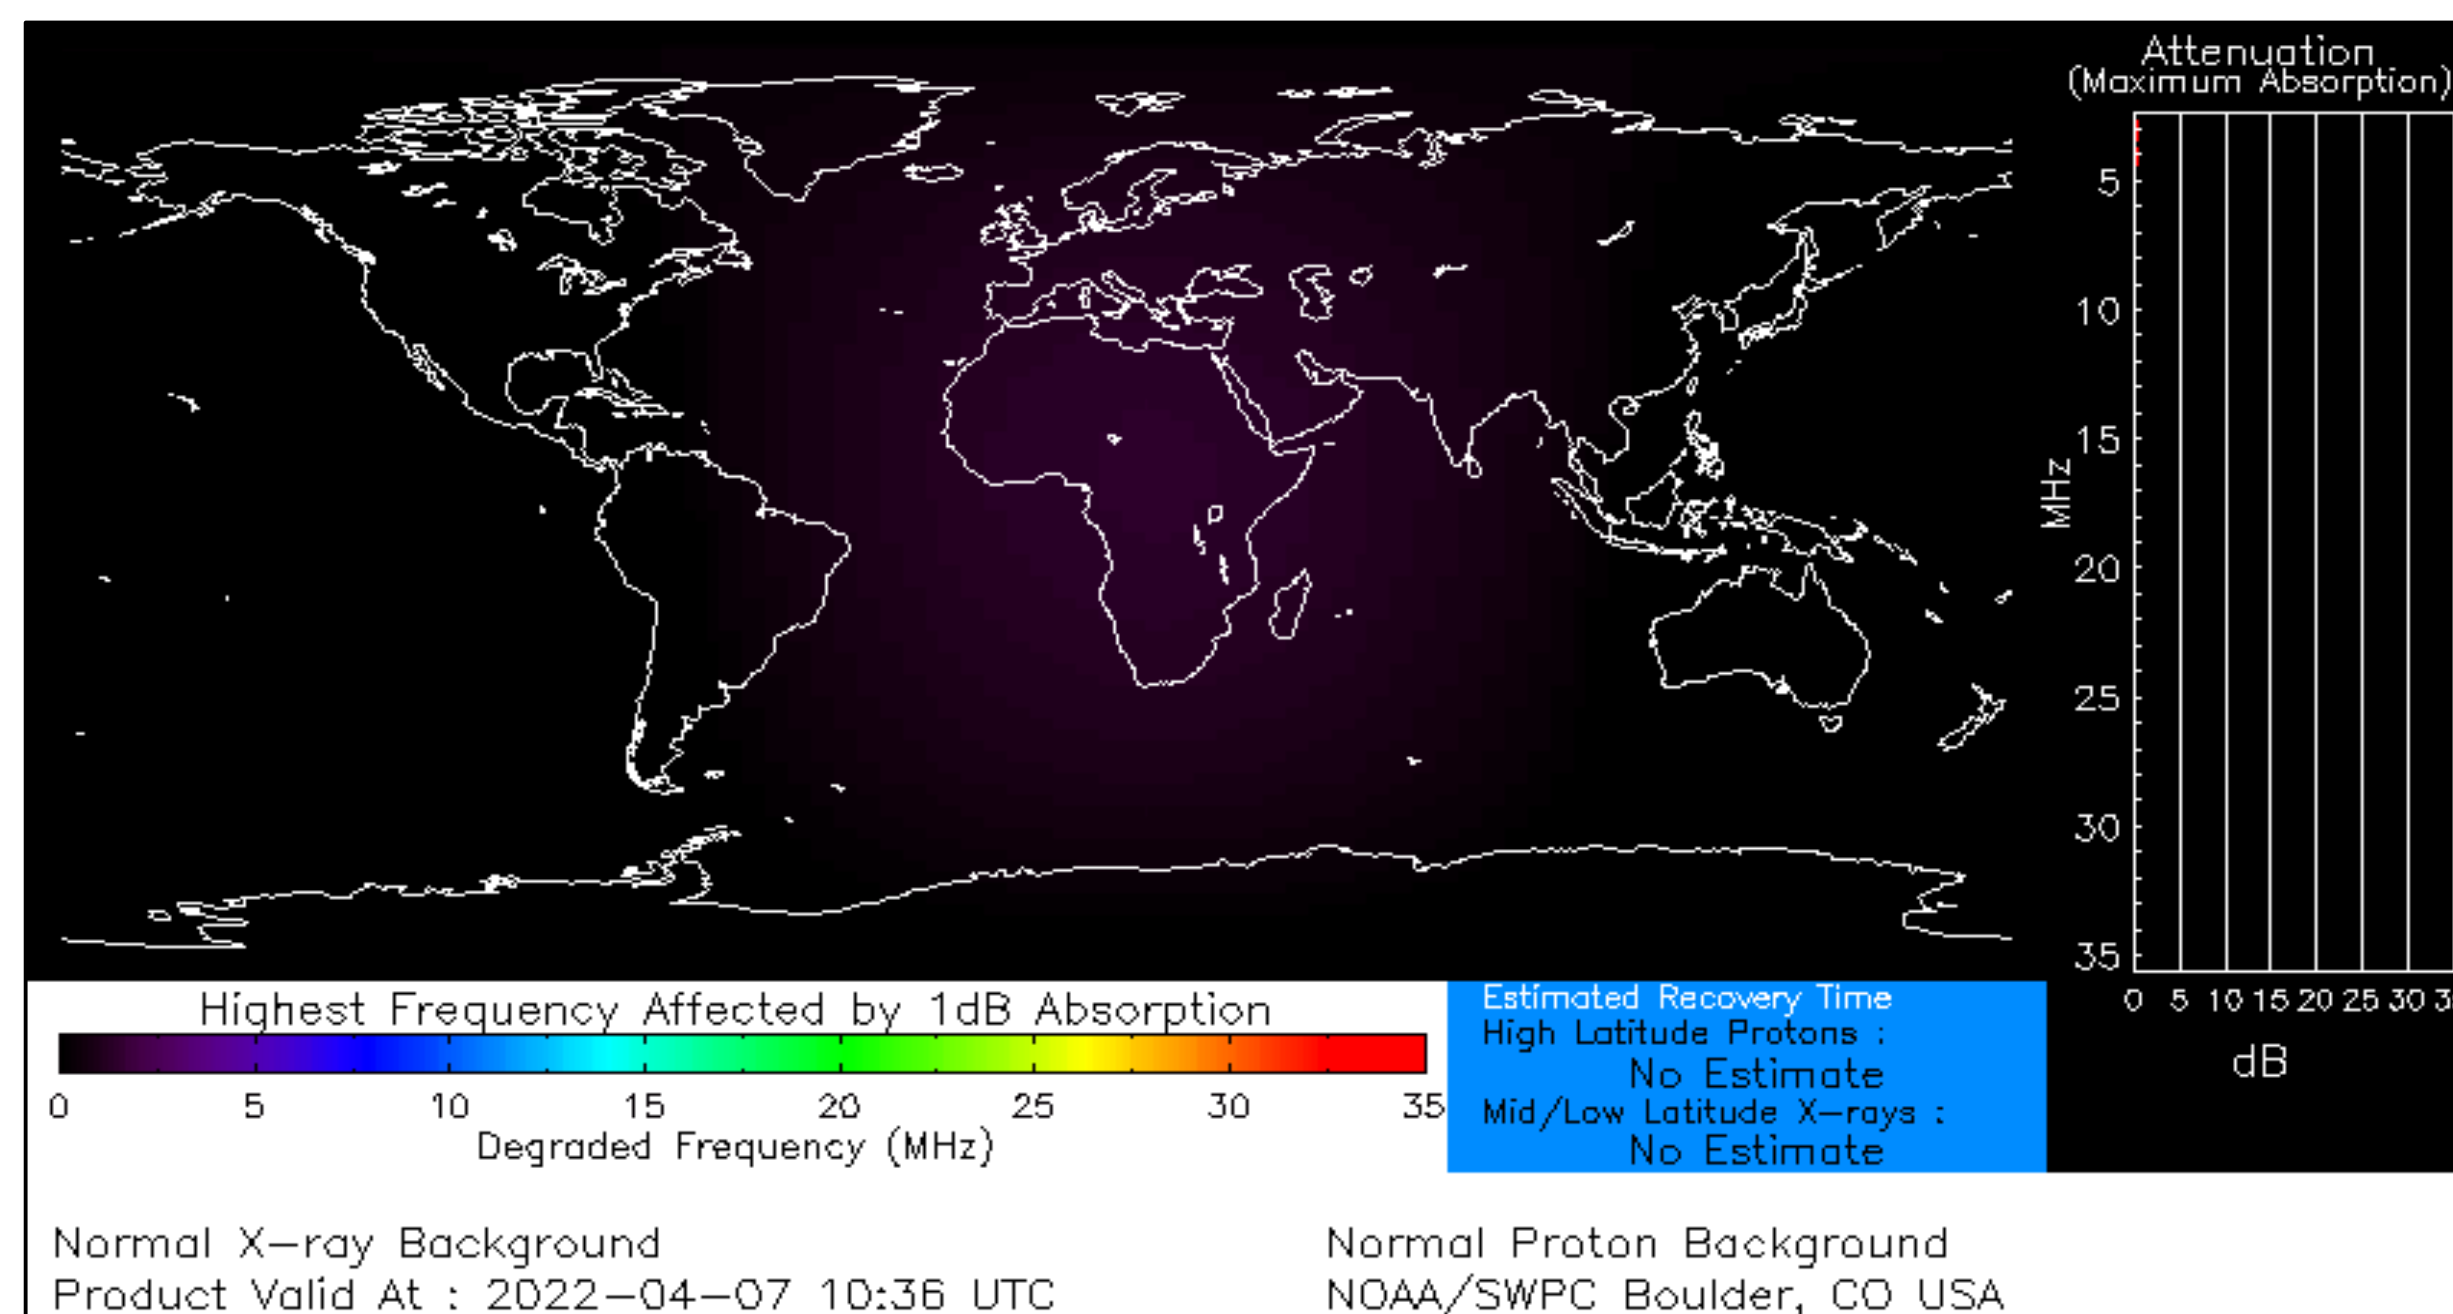 Attenuation
(Maximum Absorption)
5
10
15
20
25
30
35
MHz
0 5 10 15 20 25 30 3
dB
Highest Frequency Affected by 1dB Absorption
0 5 10 15 20 25 30 35
Degraded Frequency (MHz)
Estimated Recovery Time
High Latitude Protons :
No Estimate
Mid/Low Latitude X-rays :
No Estimate
Normal X-ray Background
Normal Proton Background
Product Valid At : 2022-04-07 10:36 UTC
NOAA/SWPC Boulder, CO USA